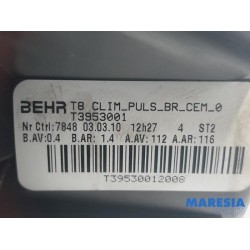 BEHR T8 CLIM_PULS_BR_CEM_0
T3953001
Nr Ctrl:7848 03.03.10 12h27 4 ST2
B.AV:0.4 B.AR: 1.4 A.AV: 112 A.AR: 116
T39530012008
MARESIA